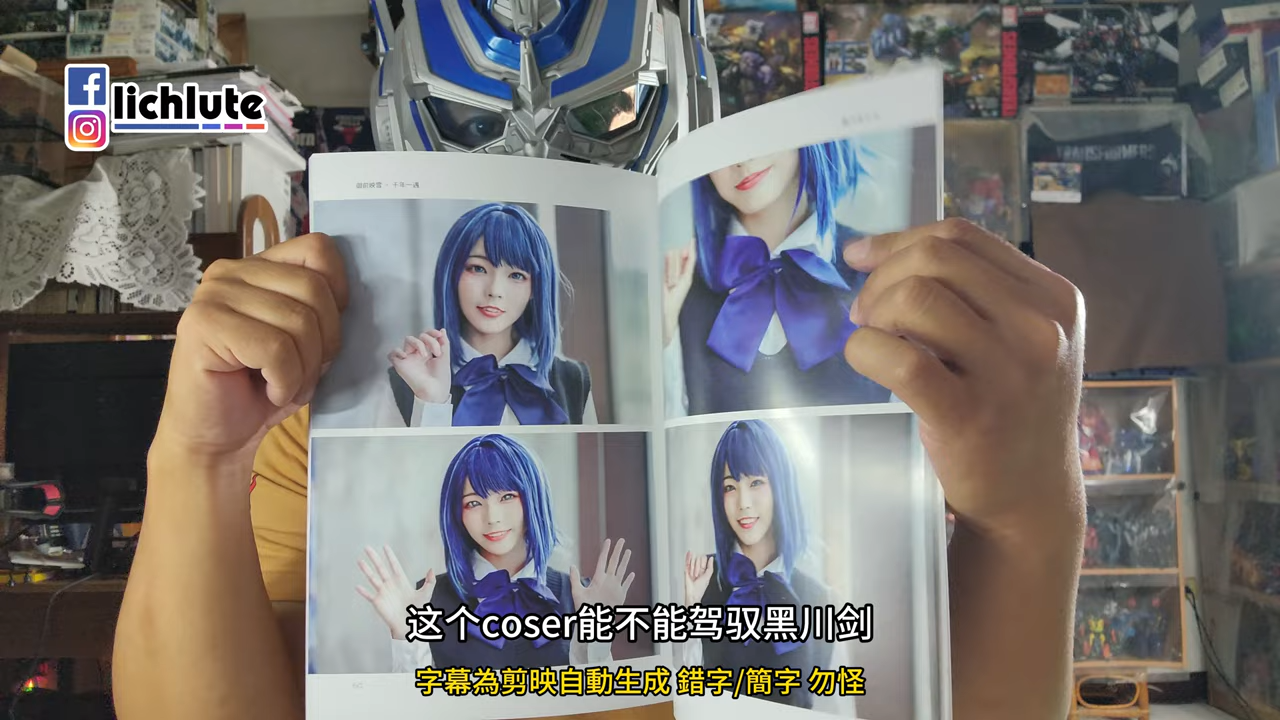 lichlute
TRANSFORMERS
这个coser能不能驾驭黑川剑
字幕為剪映自動生成 錯字/簡字 勿怪